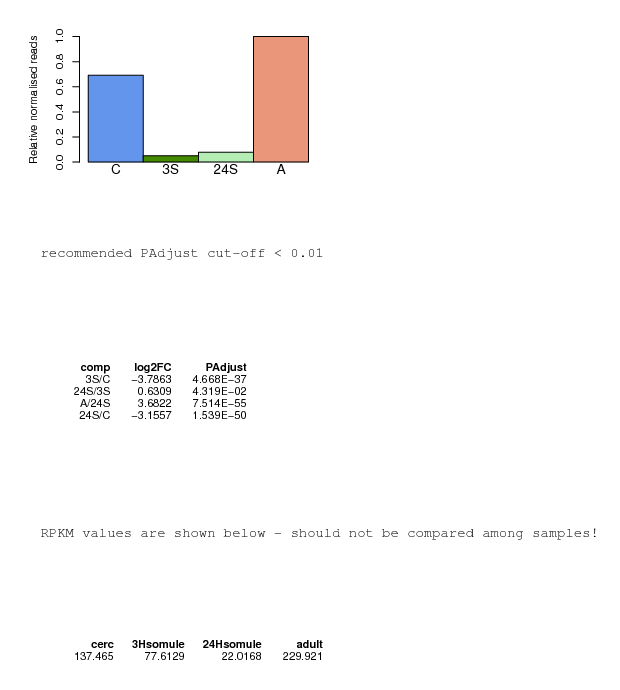 Relative normalised reads
1.0
0.8
0.6
0.4
0.2
0.0
C 3S 24S A
recommended PAdjust cut-off < 0.01
comp log2FC PAdjust
3S/C −3.7863 4.668E−37
24S/3S 0.6309 4.319E−02
A/24S 3.6822 7.514E−55
24S/C −3.1557 1.539E−50
RPKM values are shown below - should not be compared among samples!
cerc 3Hsomule 24Hsomule adult
137.465 77.6129 22.0168 229.921